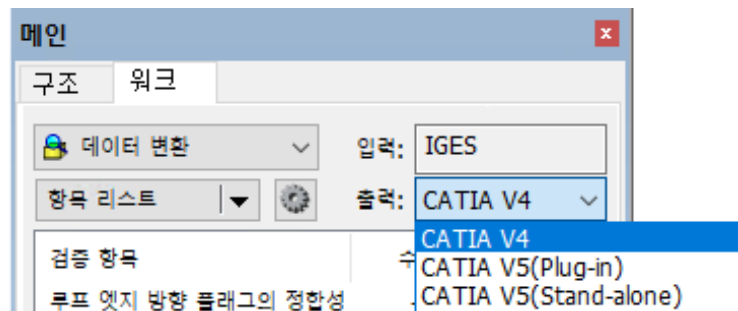 메인
구조 워크
데이터 변환 입력: IGES
항목 리스트 출력: CATIA V4
CATIA V4
검증 항목
CATIA V5(Plug-in)
루프 엣지 방향 플래그의 정합성
CATIA V5(Stand-alone)